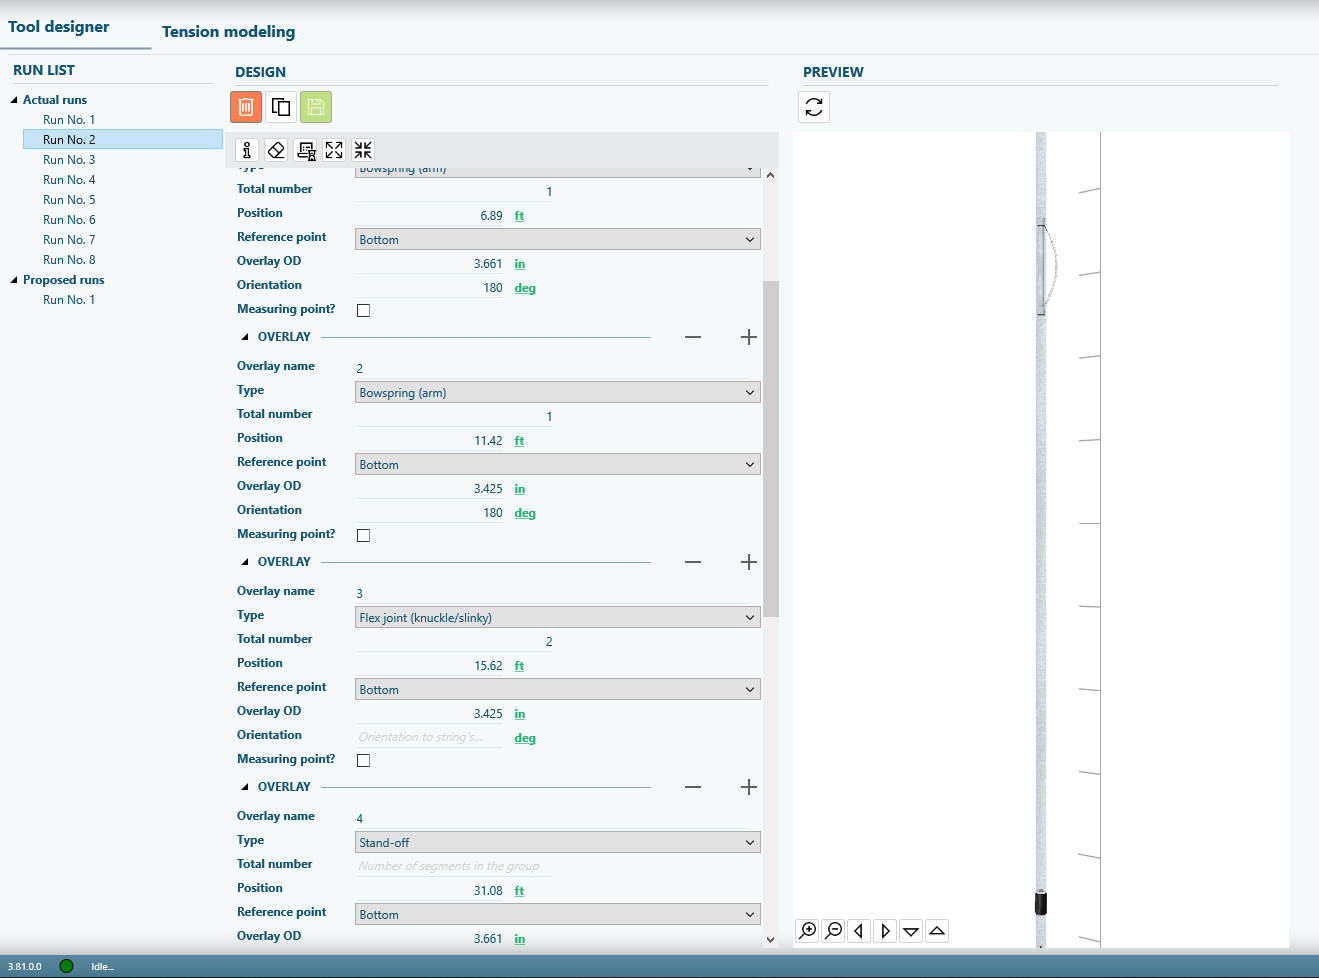 Tool designer
Tension modeling
RUN LIST
Actual runs
Run No. 1
Run No. 2
Run No. 3
Run No. 4
Run No. 5
Run No. 6
Run No. 7
Run No. 8
Proposed runs
Run No. 1
DESIGN
Type Bowspring (arm)
Total number 1
Position 6.89 ft
Reference point Bottom
Overlay OD 3.661 in
Orientation 180 deg
Measuring point?
OVERLAY
Overlay name 2
Type Bowspring (arm)
Total number 1
Position 11.42 ft
Reference point Bottom
Overlay OD 3.425 in
Orientation 180 deg
Measuring point?
OVERLAY
Overlay name 3
Type Flex joint (knuckle/slinky)
Total number 2
Position 15.62 ft
Reference point Bottom
Overlay OD 3.425 in
Orientation Orientation to string's... deg
Measuring point?
OVERLAY
Overlay name 4
Type Stand-off
Total number Number of segments in the group
Position 31.08 ft
Reference point Bottom
Overlay OD 3.661 in
PREVIEW
3.81.0.0 Idle...